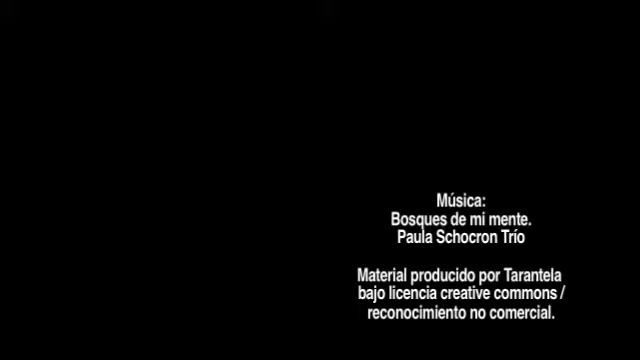 Música:
Bosques de mi mente.
Paula Schocron Trío
Material producido por Tarantela
bajo licencia creative commons /
reconocimiento no comercial.